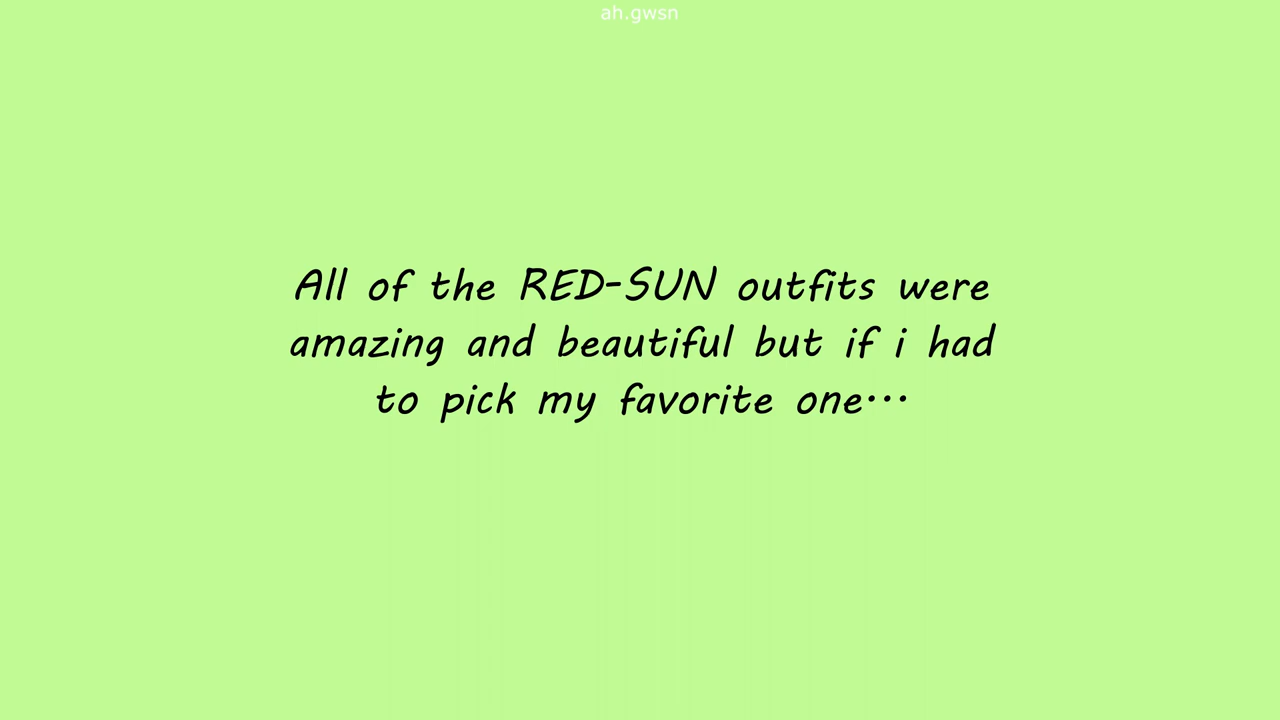 ah.gwsn
All of the RED-SUN outfits were
amazing and beautiful but if i had
to pick my favorite one...